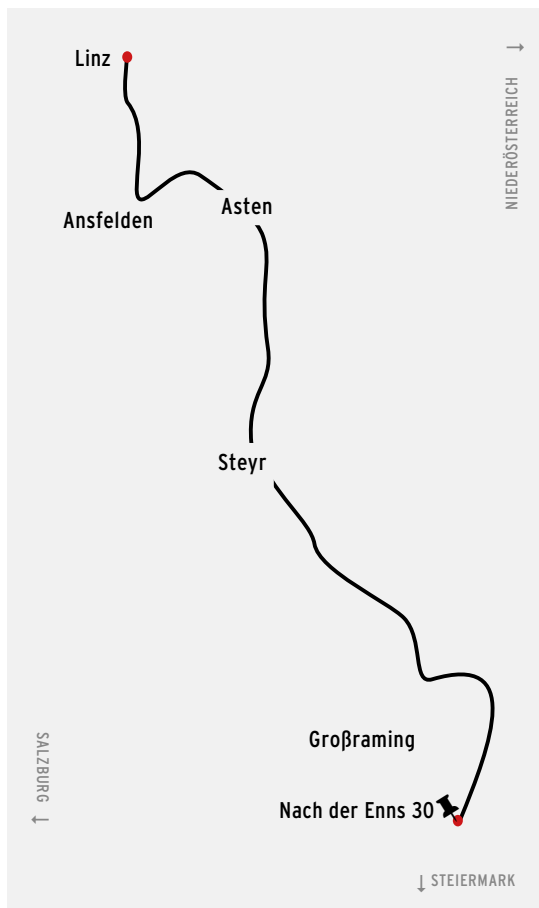 Linz
NIEDERÖSTERREICH
Ansfelden
Asten
Steyr
Großraming
SALZBURG
Nach der Enns 30
STEIERMARK